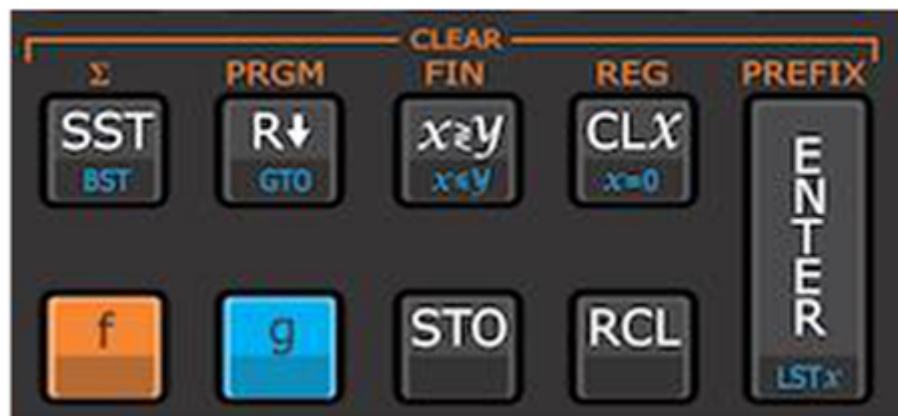 CLEAR
Σ PRGM FIN REG PREFIX
SST R⬇ x≷y CLx ENTER
BST GTO x≤y x=0
f g STO RCL
LSTx